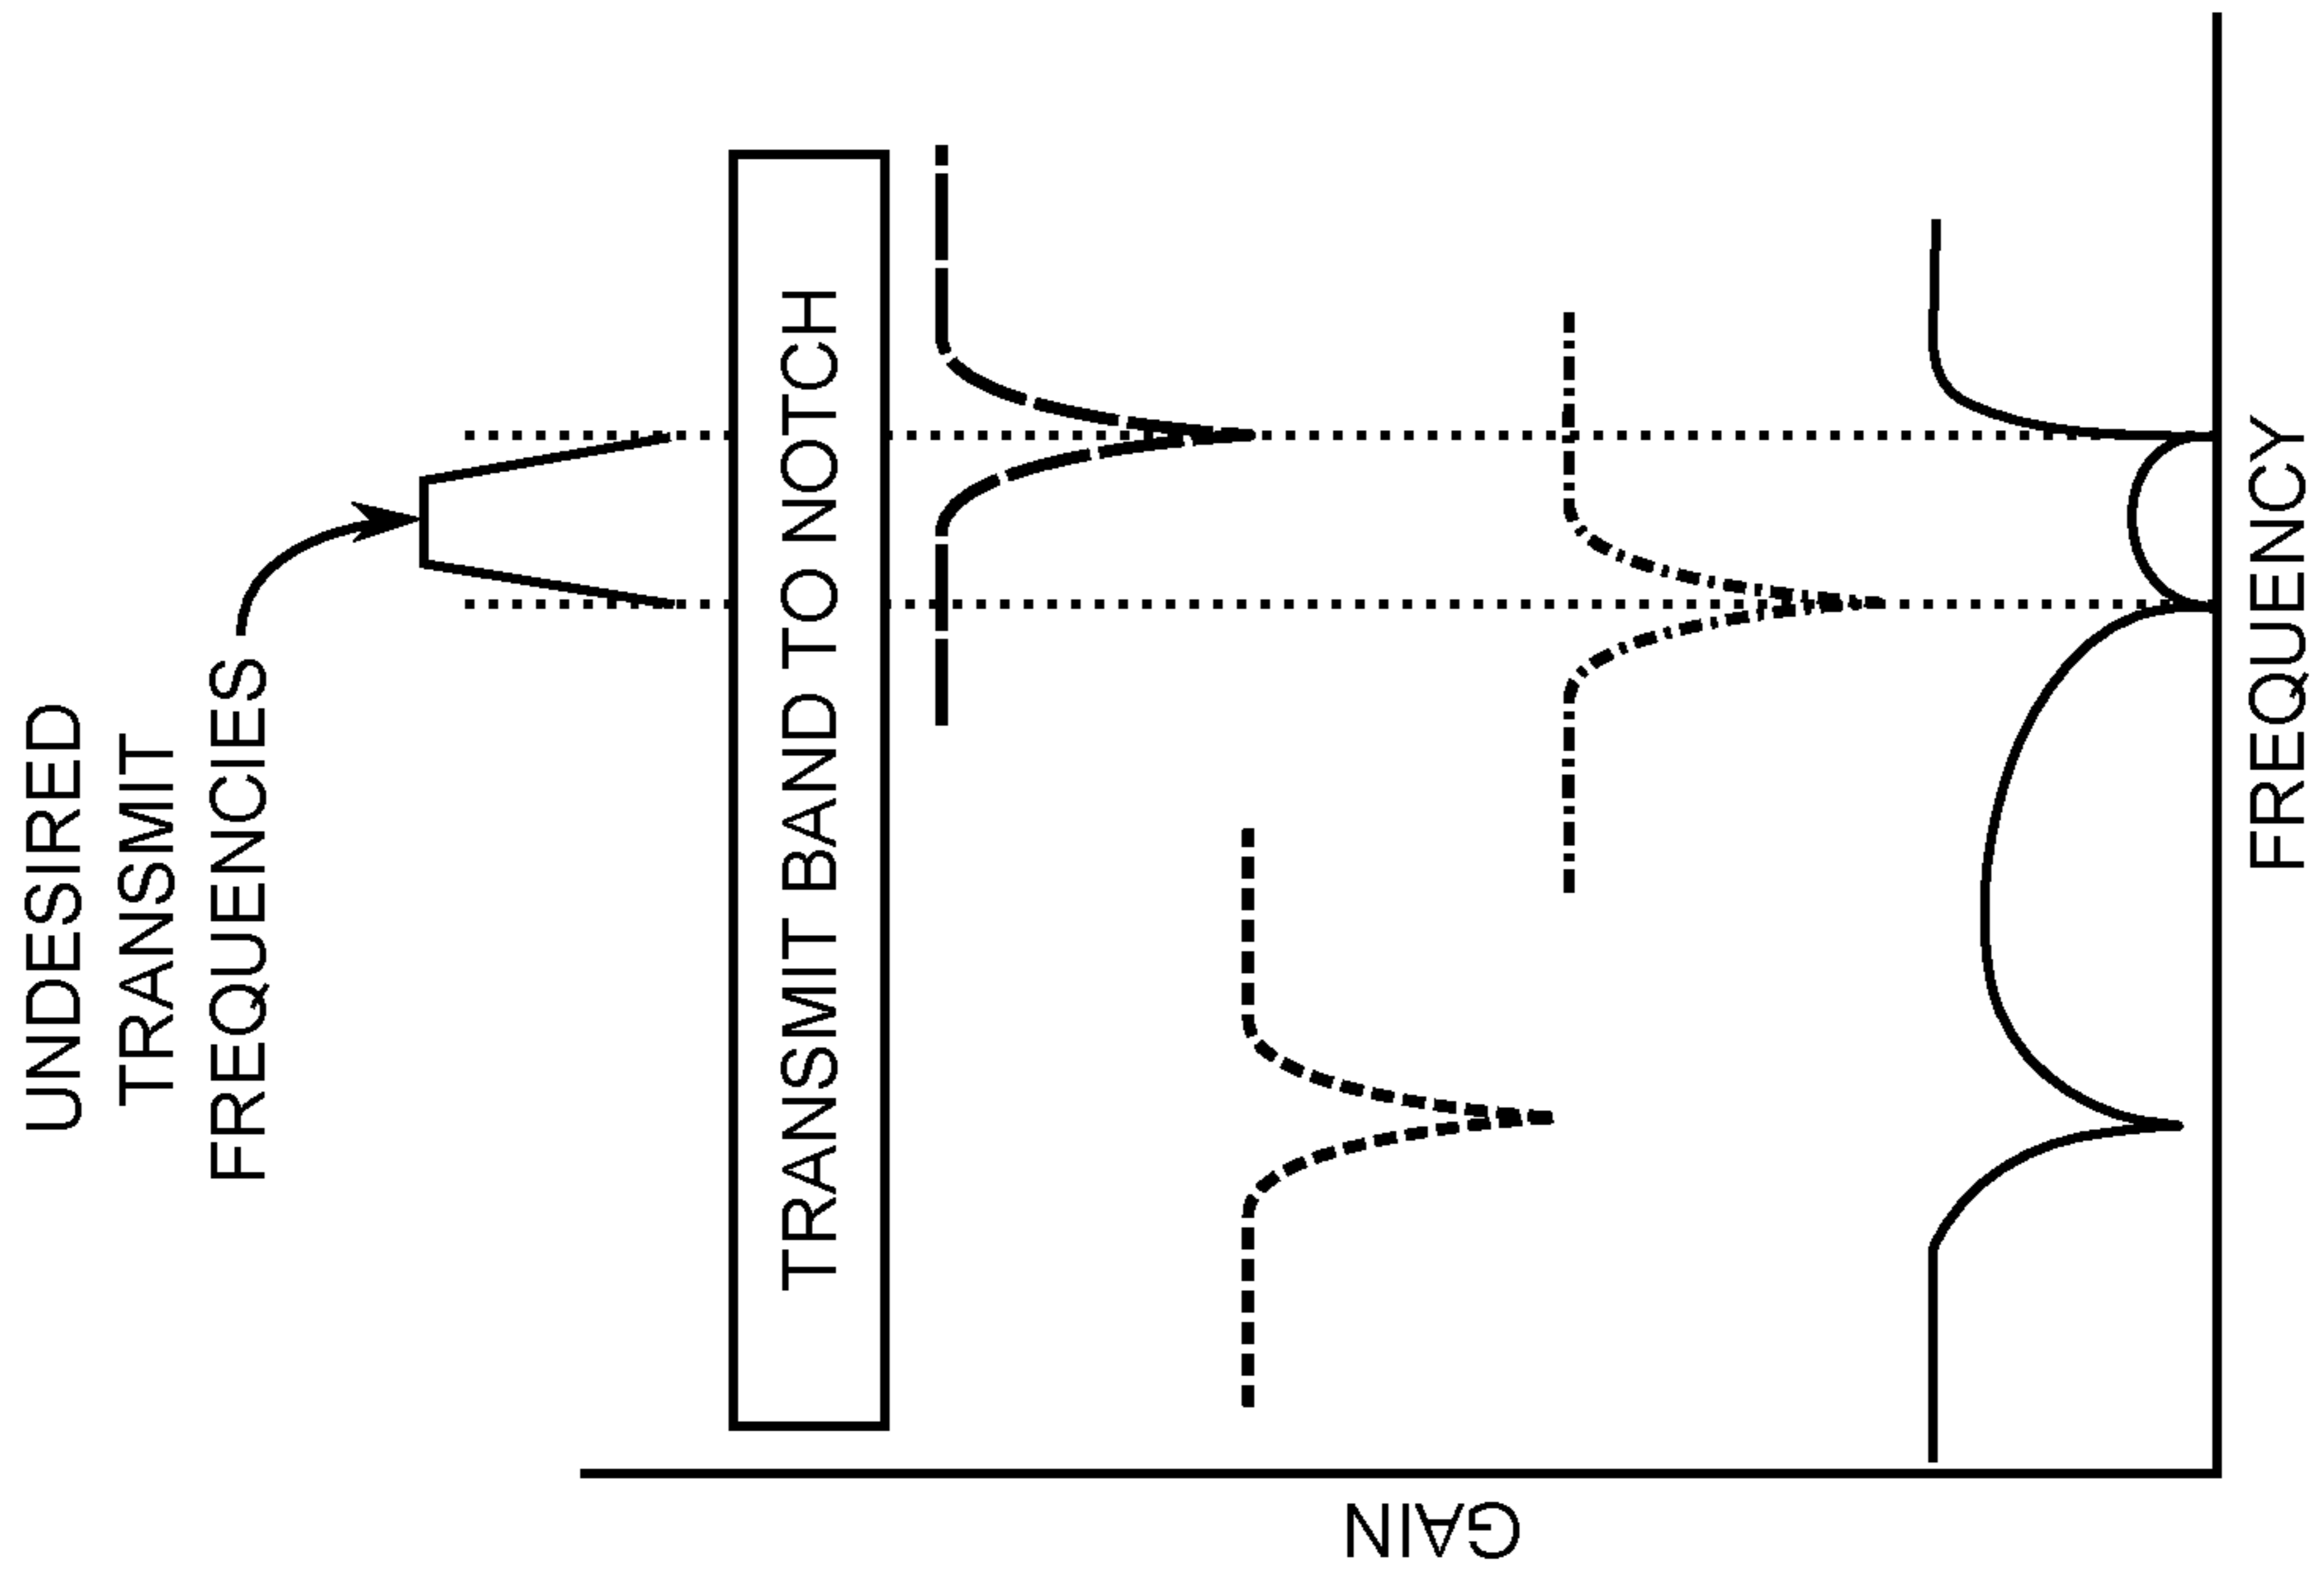 UNDESIRED
TRANSMIT
FREQUENCIES
TRANSMIT BAND TO NOTCH
GAIN
FREQUENCY